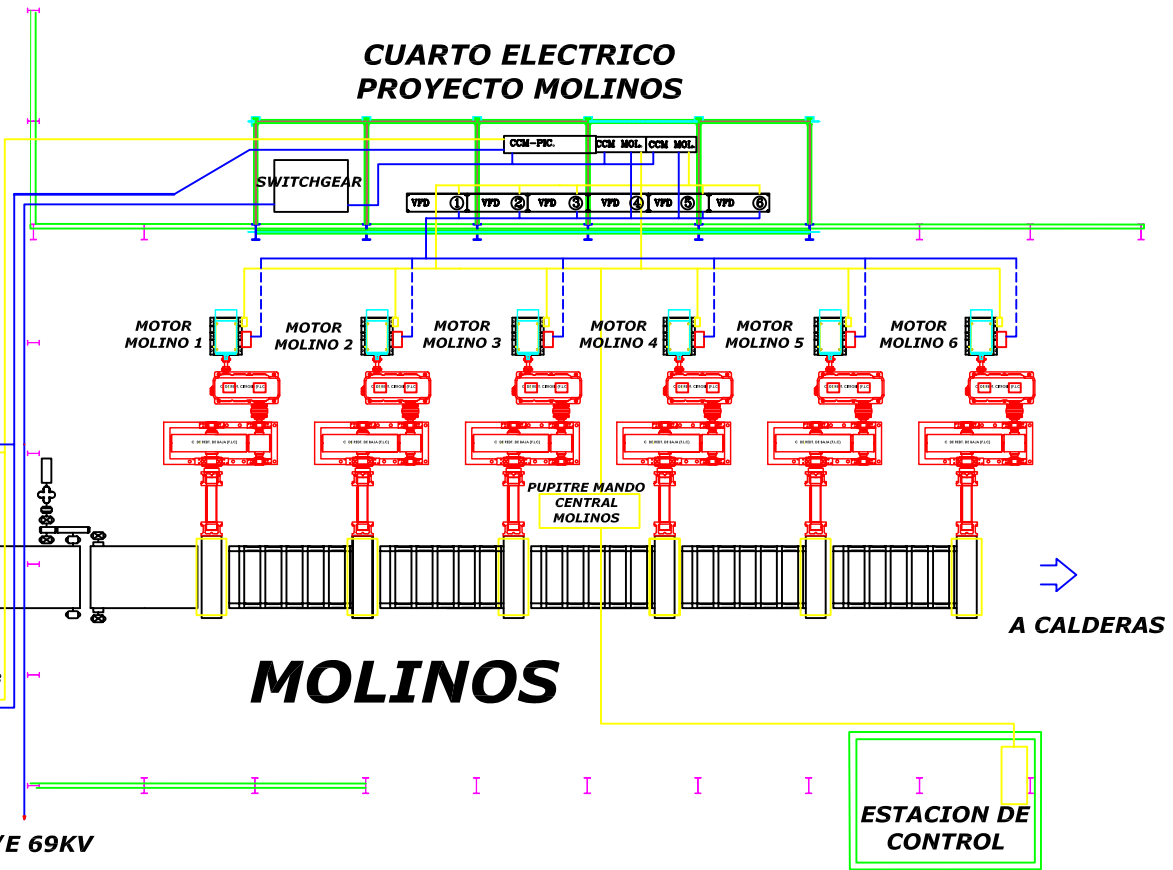 CUARTO ELECTRICO
PROYECTO MOLINOS
CCM-PIC.
CCM MOL.
CCM MOL.
SWITCHGEAR
VFD 1
VFD 2
VFD 3
VFD 4
VFD 5
VFD 6
MOTOR
MOLINO 1
MOTOR
MOLINO 2
MOTOR
MOLINO 3
MOTOR
MOLINO 4
MOTOR
MOLINO 5
MOTOR
MOLINO 6
PUPITRE MANDO
CENTRAL
MOLINOS
A CALDERAS
MOLINOS
ESTACION DE
CONTROL
/E 69KV